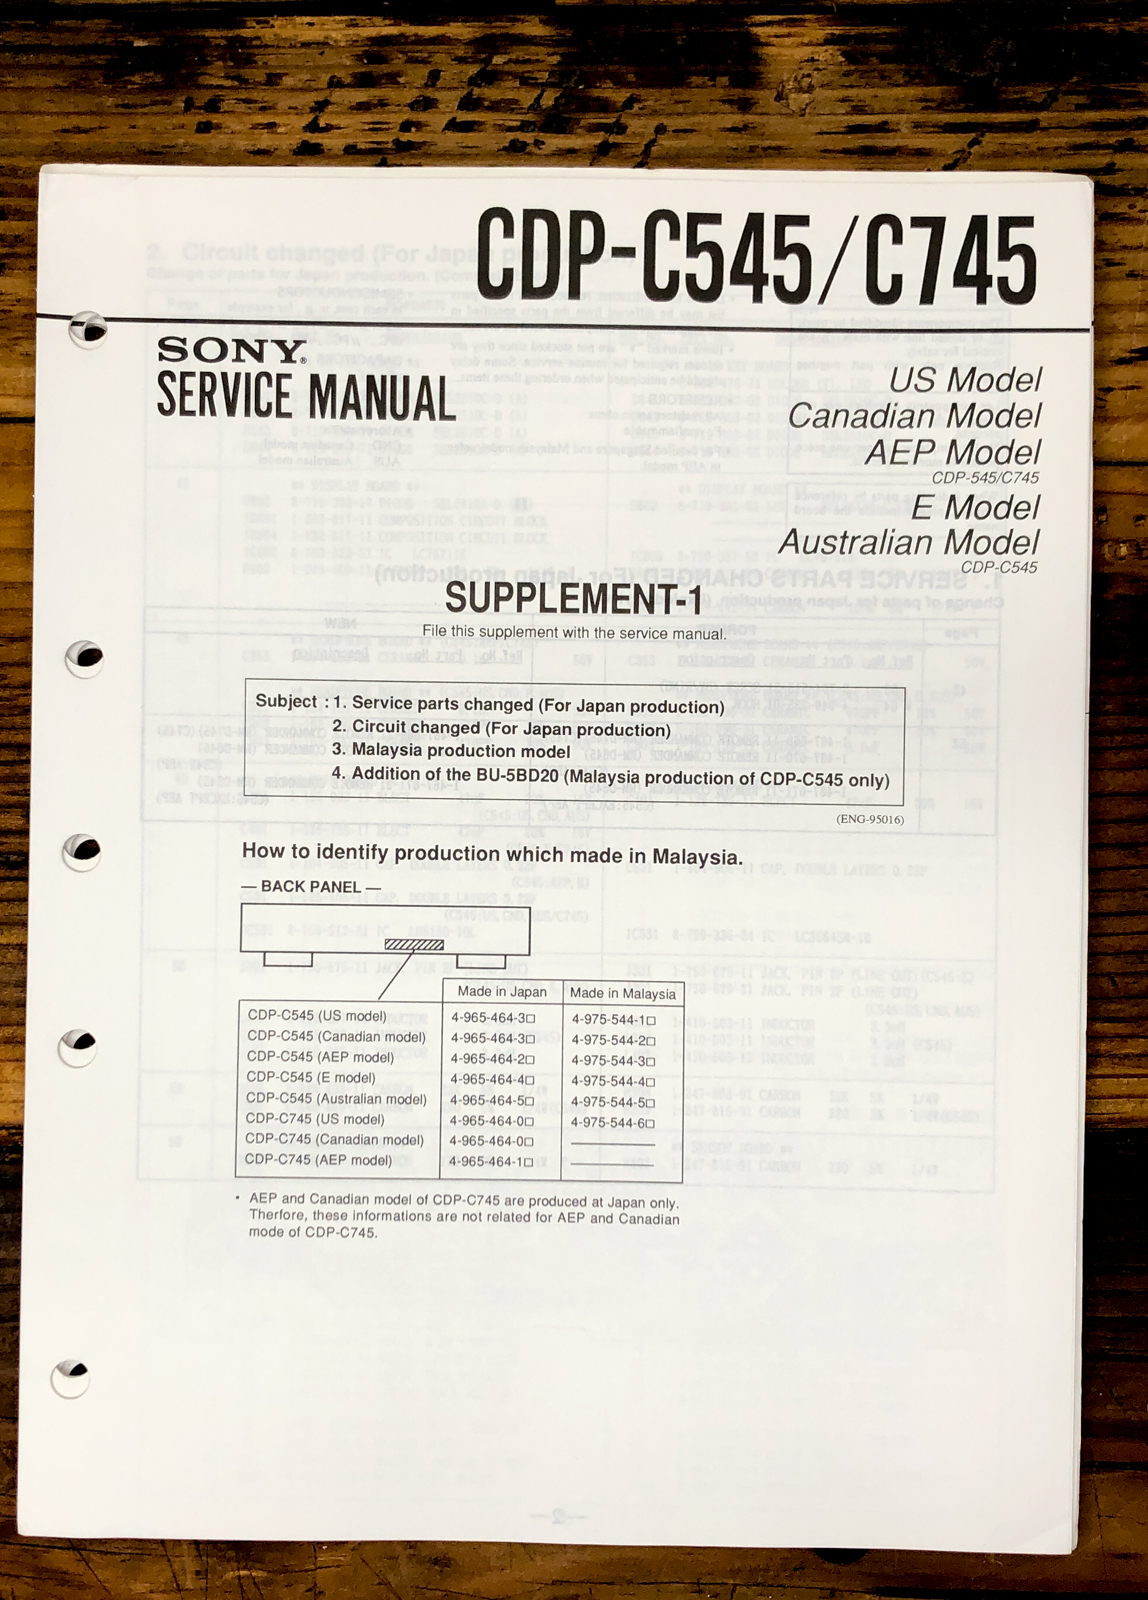 CDP-C545/C745
SONY®
SERVICE MANUAL
US Model
Canadian Model
AEP Model
CDP-545/C745
E Model
Australian Model
CDP-C545
SUPPLEMENT-1
File this supplement with the service manual.
Subject : 1. Service parts changed (For Japan production)
2. Circuit changed (For Japan production)
3. Malaysia production model
4. Addition of the BU-5BD20 (Malaysia production of CDP-C545 only)
(ENG-95016)
How to identify production which made in Malaysia.
— BACK PANEL —
Made in Japan Made in Malaysia
CDP-C545 (US model) 4-965-464-3□ 4-975-544-1□
CDP-C545 (Canadian model) 4-965-464-3□ 4-975-544-2□
CDP-C545 (AEP model) 4-965-464-2□ 4-975-544-3□
CDP-C545 (E model) 4-965-464-4□ 4-975-544-4□
CDP-C545 (Australian model) 4-965-464-5□ 4-975-544-5□
CDP-C745 (US model) 4-965-464-0□ 4-975-544-6□
CDP-C745 (Canadian model) 4-965-464-0□ ————
CDP-C745 (AEP model) 4-965-464-1□ ————
• AEP and Canadian model of CDP-C745 are produced at Japan only.
Therfore, these informations are not related for AEP and Canadian
mode of CDP-C745.